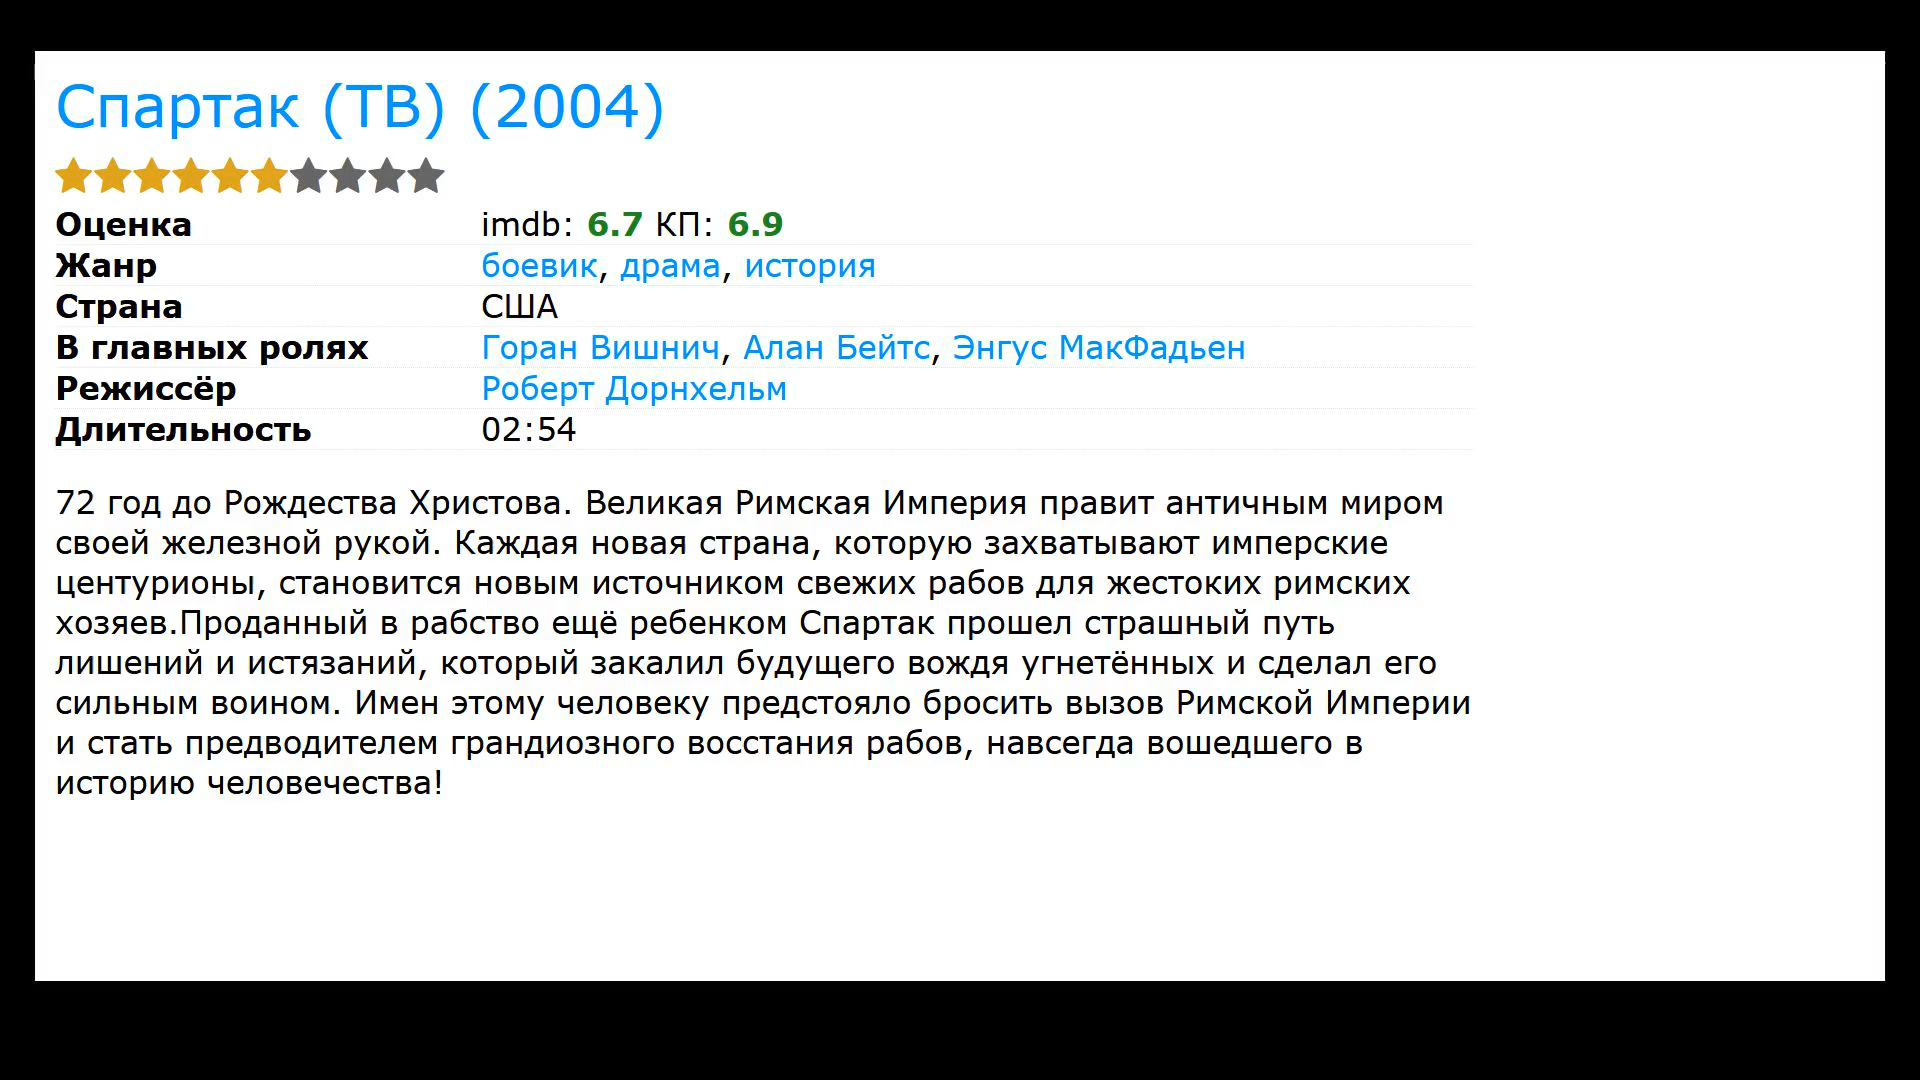 Спартак (ТВ) (2004)
Оценка imdb: 6.7 КП: 6.9
Жанр боевик, драма, история
Страна США
В главных ролях Горан Вишнич, Алан Бейтс, Энгус МакФадьен
Режиссёр Роберт Дорнхельм
Длительность 02:54
72 год до Рождества Христова. Великая Римская Империя правит античным миром
своей железной рукой. Каждая новая страна, которую захватывают имперские
центурионы, становится новым источником свежих рабов для жестоких римских
хозяев.Проданный в рабство ещё ребенком Спартак прошел страшный путь
лишений и истязаний, который закалил будущего вождя угнетённых и сделал его
сильным воином. Имен этому человеку предстояло бросить вызов Римской Империи
и стать предводителем грандиозного восстания рабов, навсегда вошедшего в
историю человечества!